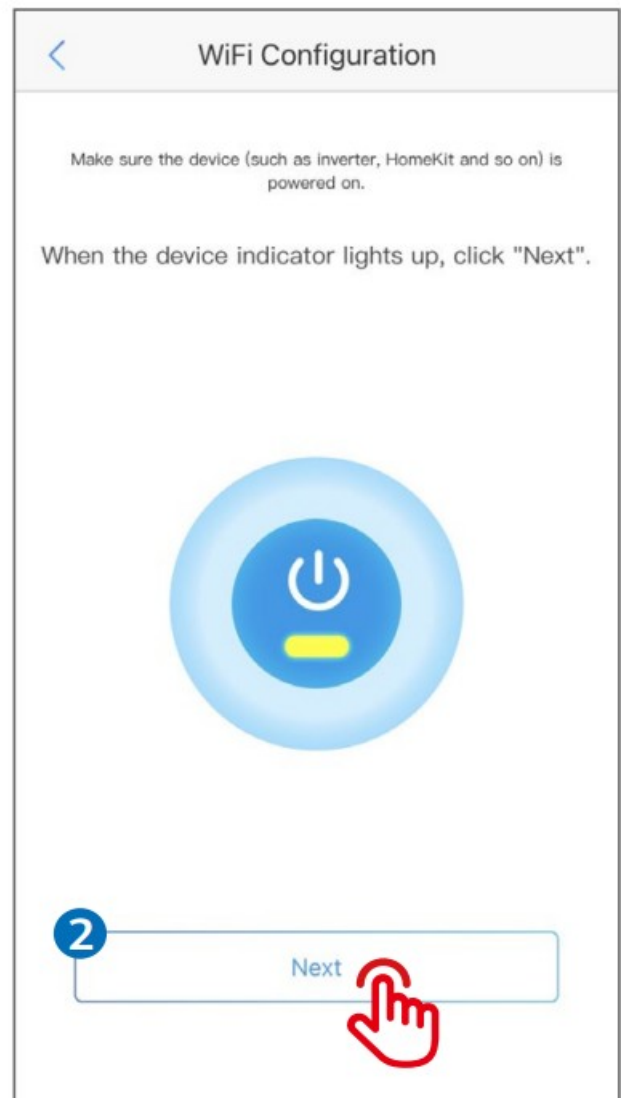 WiFi Configuration
Make sure the device (such as inverter, HomeKit and so on) is
powered on.
When the device indicator lights up, click "Next".
2
Next